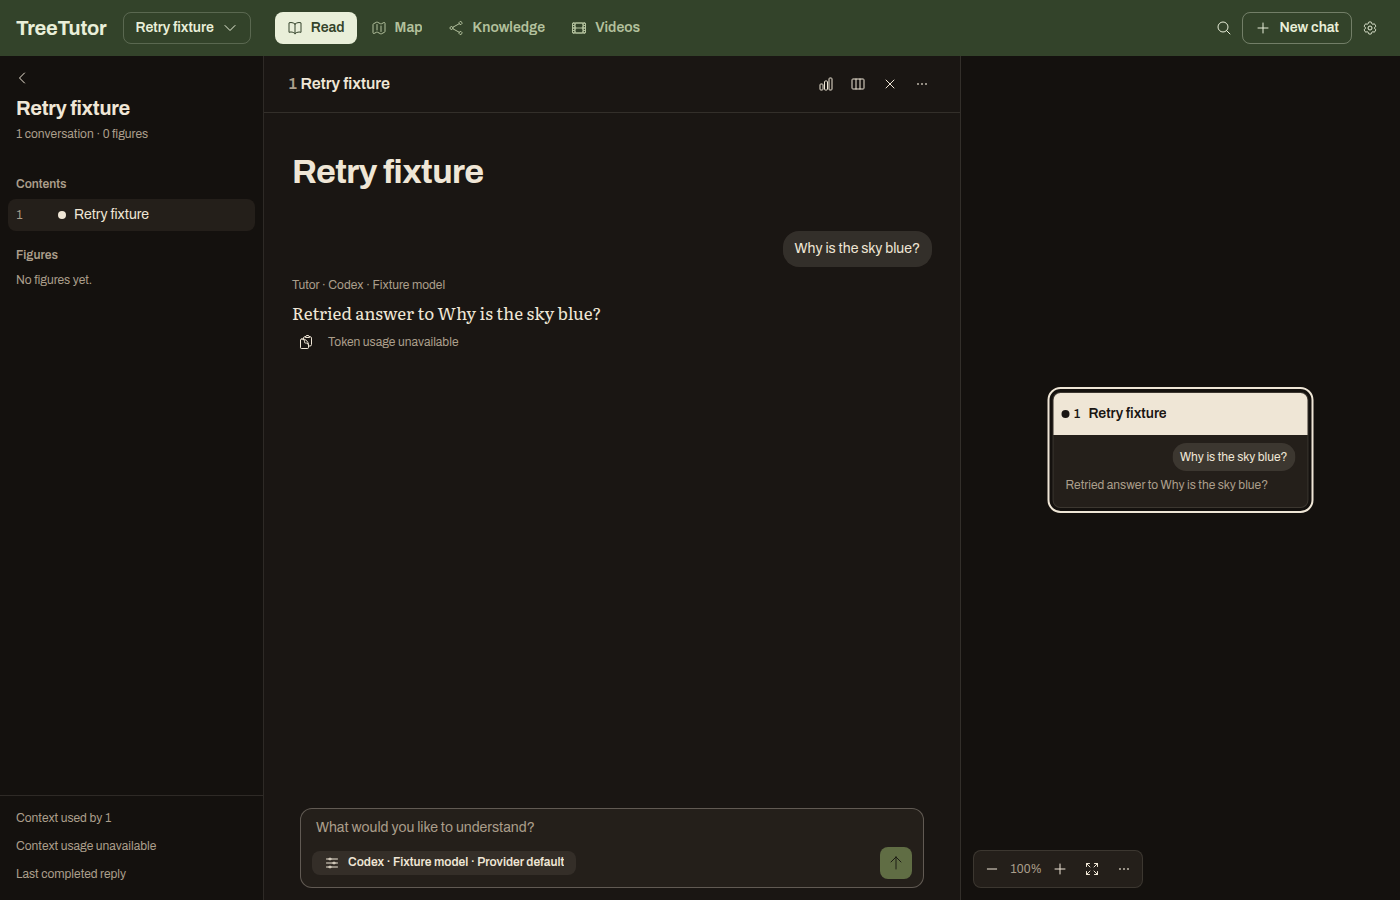 TreeTutor
Retry fixture
Read
Map
Knowledge
Videos
New chat
Retry fixture
1 conversation · 0 figures
Contents
1 Retry fixture
Figures
No figures yet.
Context used by 1
Context usage unavailable
Last completed reply
1 Retry fixture
Retry fixture
Why is the sky blue?
Tutor · Codex · Fixture model
Retried answer to Why is the sky blue?
Token usage unavailable
What would you like to understand?
Codex · Fixture model · Provider default
1 Retry fixture
Why is the sky blue?
Retried answer to Why is the sky blue?
100%